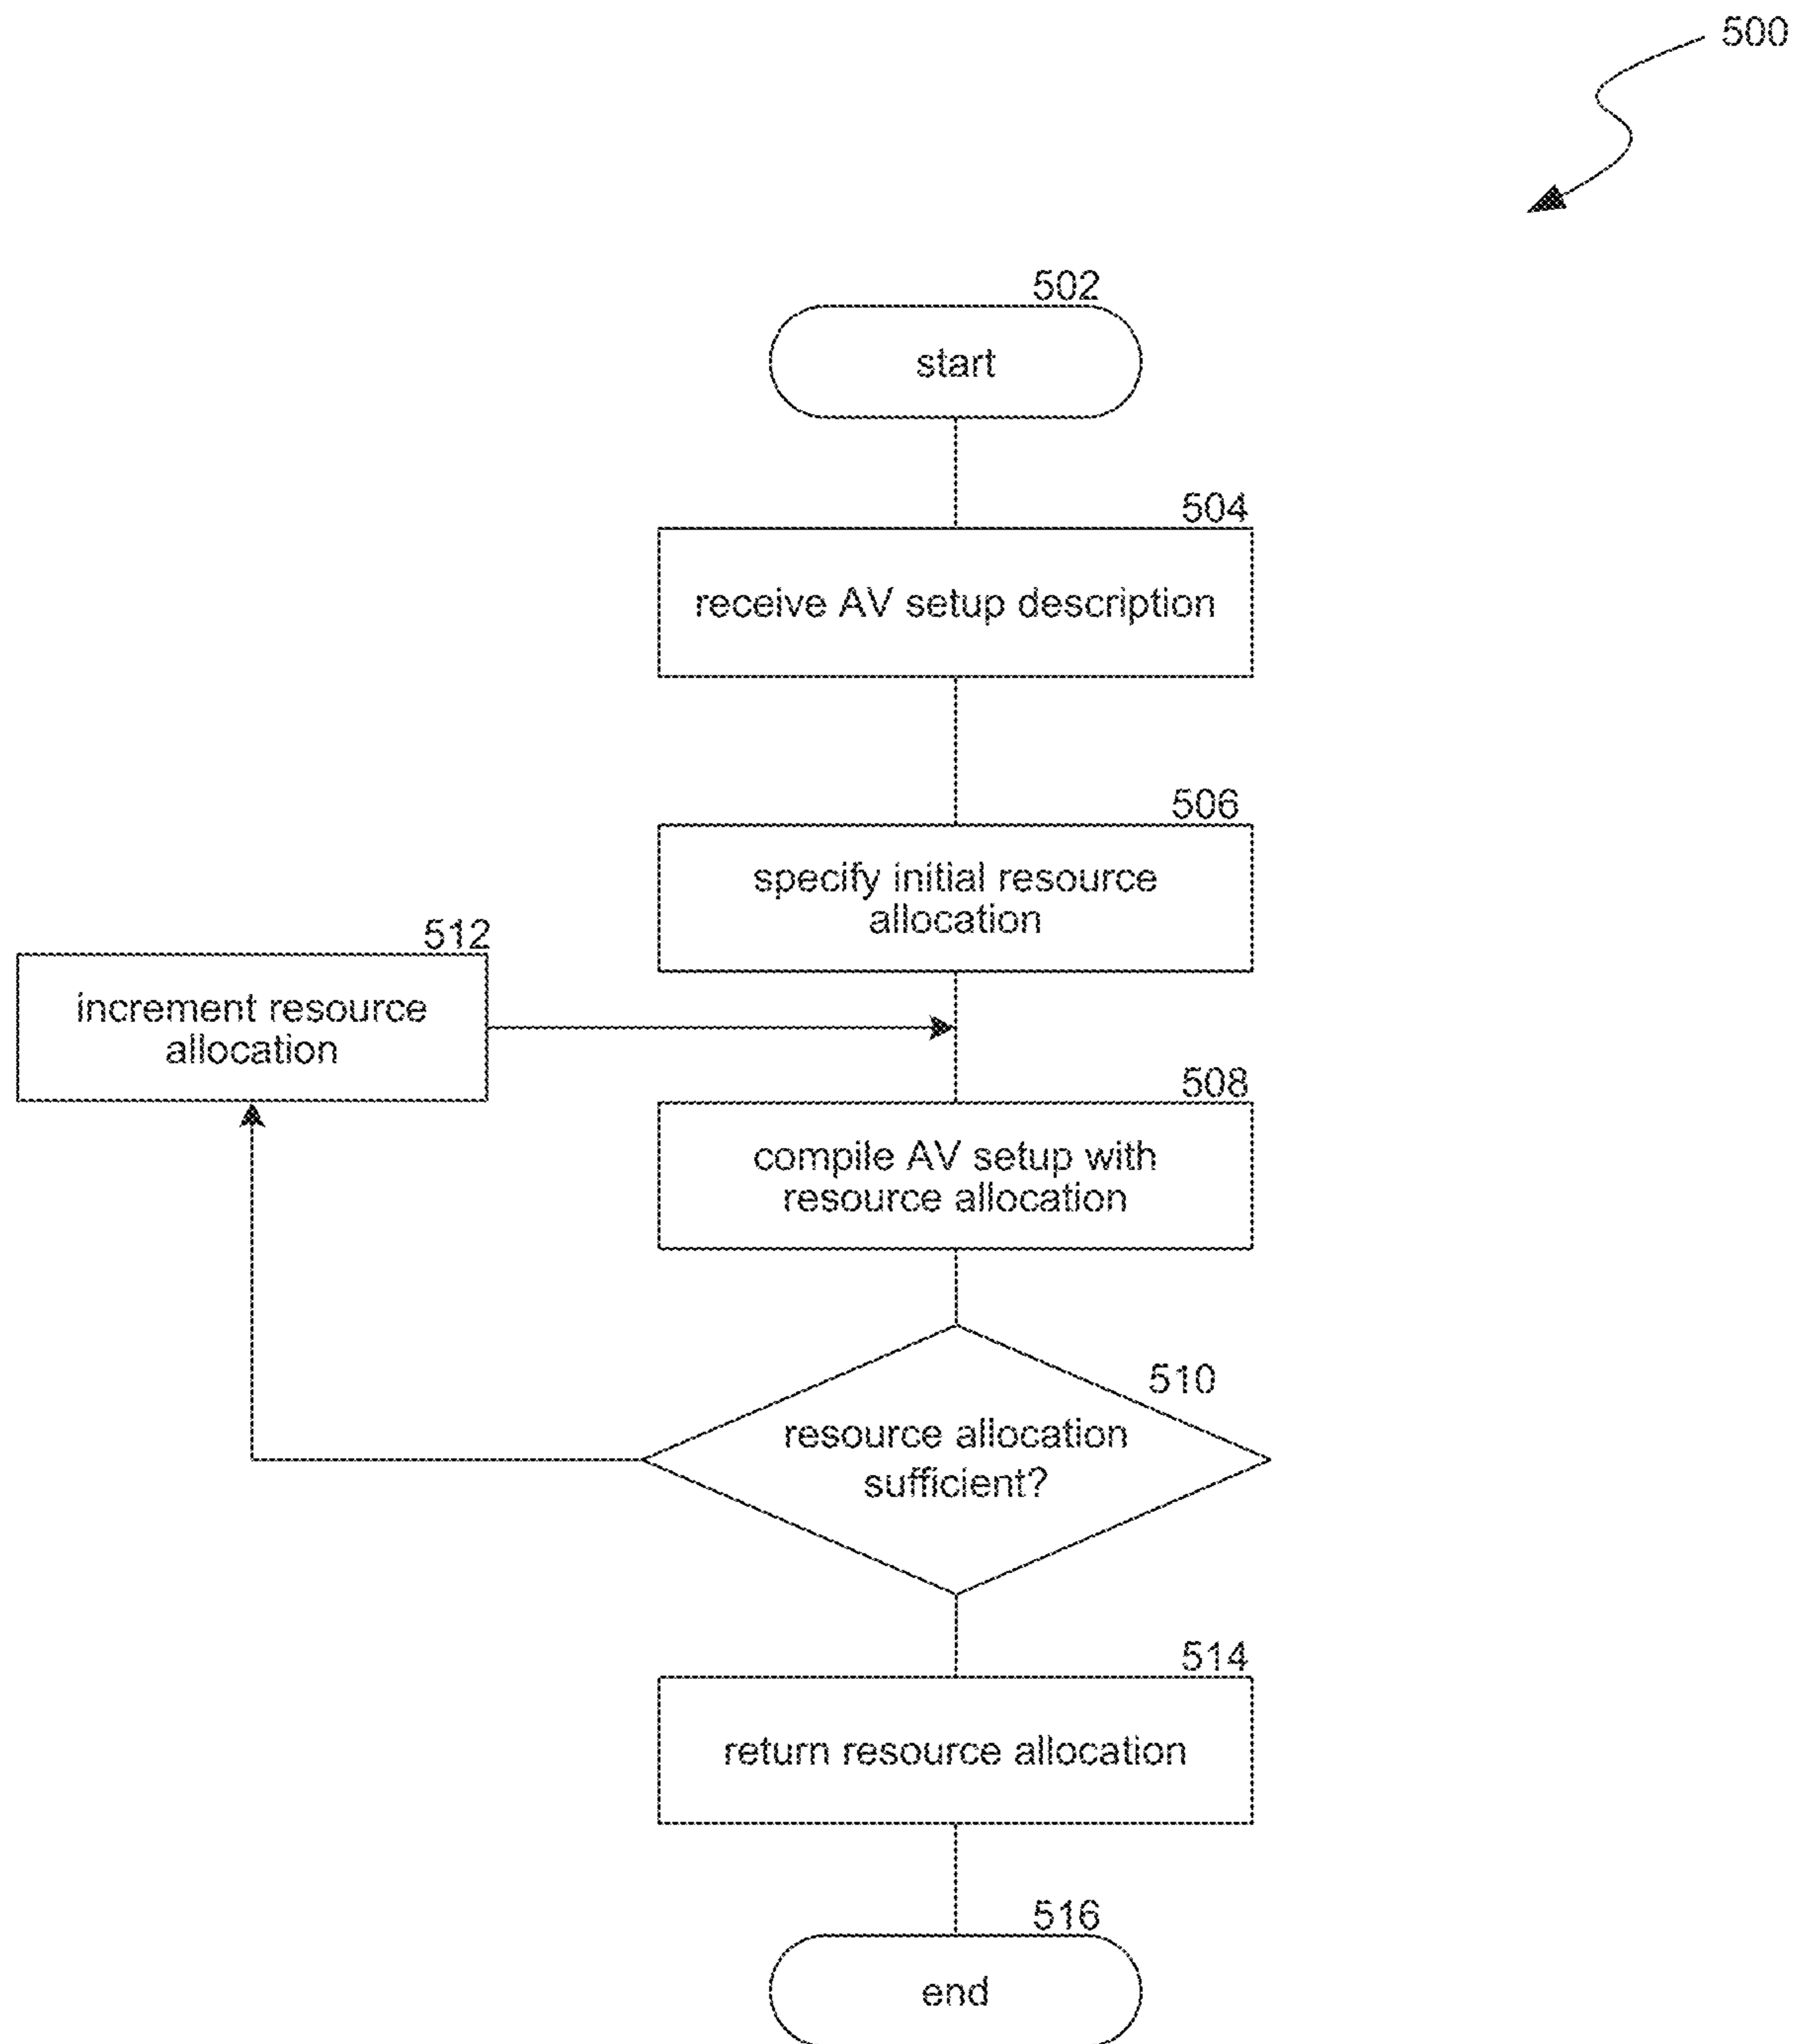 500
502
start
504
receive AV setup description
506
specify initial resource
allocation
512
increment resource
allocation
508
compile AV setup with
resource allocation
510
resource allocation
sufficient?
514
return resource allocation
516
end